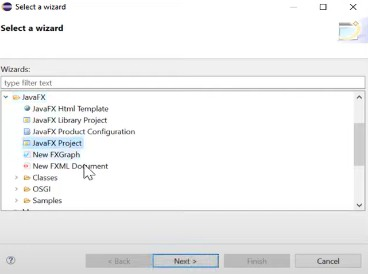 Select a wizard
Select a wizard
Wizards:
type filter text
JavaFX
JavaFX Html Template
JavaFX Library Project
JavaFX Product Configuration
JavaFX Project
New FXGraph
New FXML Document
Classes
OSGI
Samples
< Back
Next >
Finish
Cancel